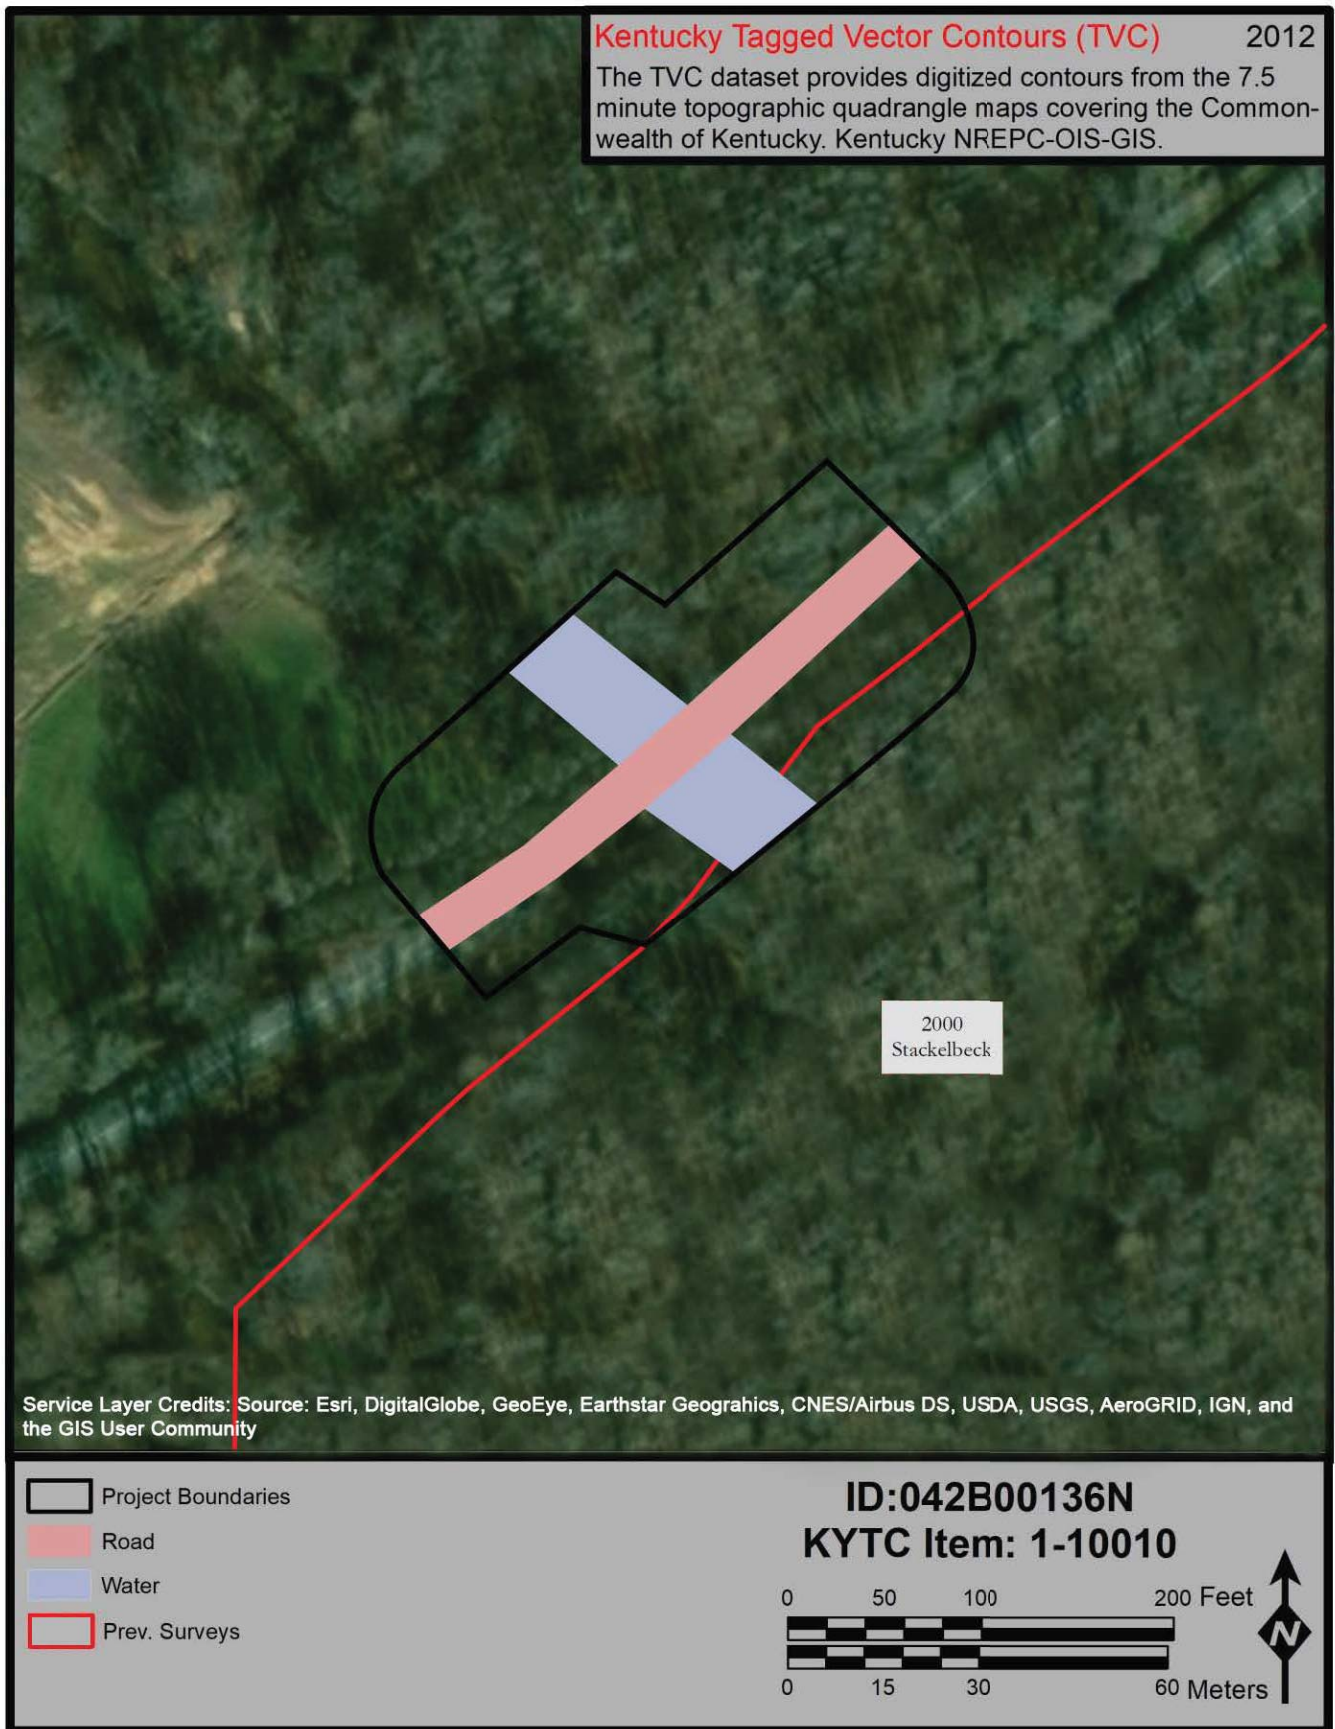 Kentucky Tagged Vector Contours (TVC) 2012
The TVC dataset provides digitized contours from the 7.5
minute topographic quadrangle maps covering the Common-
wealth of Kentucky. Kentucky NREPC-OIS-GIS.
2000
Stackelbeck
Service Layer Credits: Source: Esri, DigitalGlobe, GeoEye, Earthstar Geograhics, CNES/Airbus DS, USDA, USGS, AeroGRID, IGN, and
the GIS User Community
Project Boundaries
Road
Water
Prev. Surveys
ID:042B00136N
KYTC Item: 1-10010
0 50 100 200 Feet
0 15 30 60 Meters
N